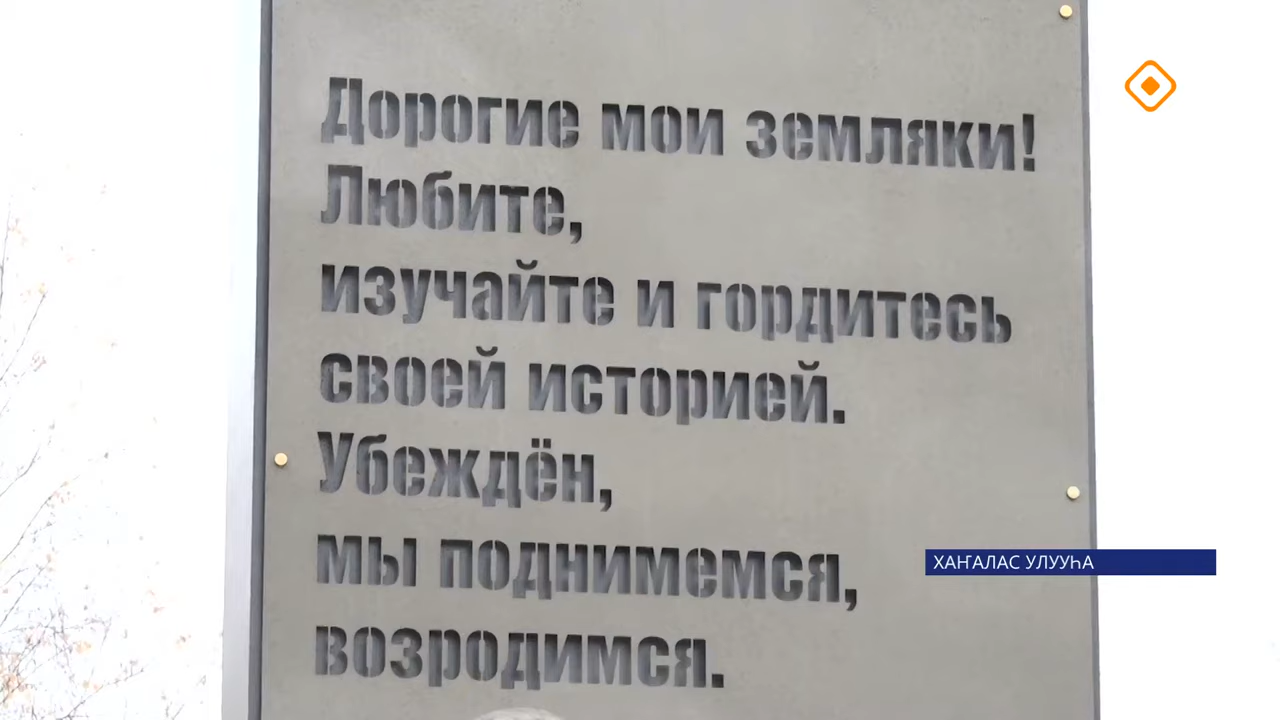 Дорогие мои земляки!
Любите,
изучайте и гордитесь
своей историей.
Убеждён,
мы поднимемся,
возродимся.
ХАҤАЛАС УЛУУҺА